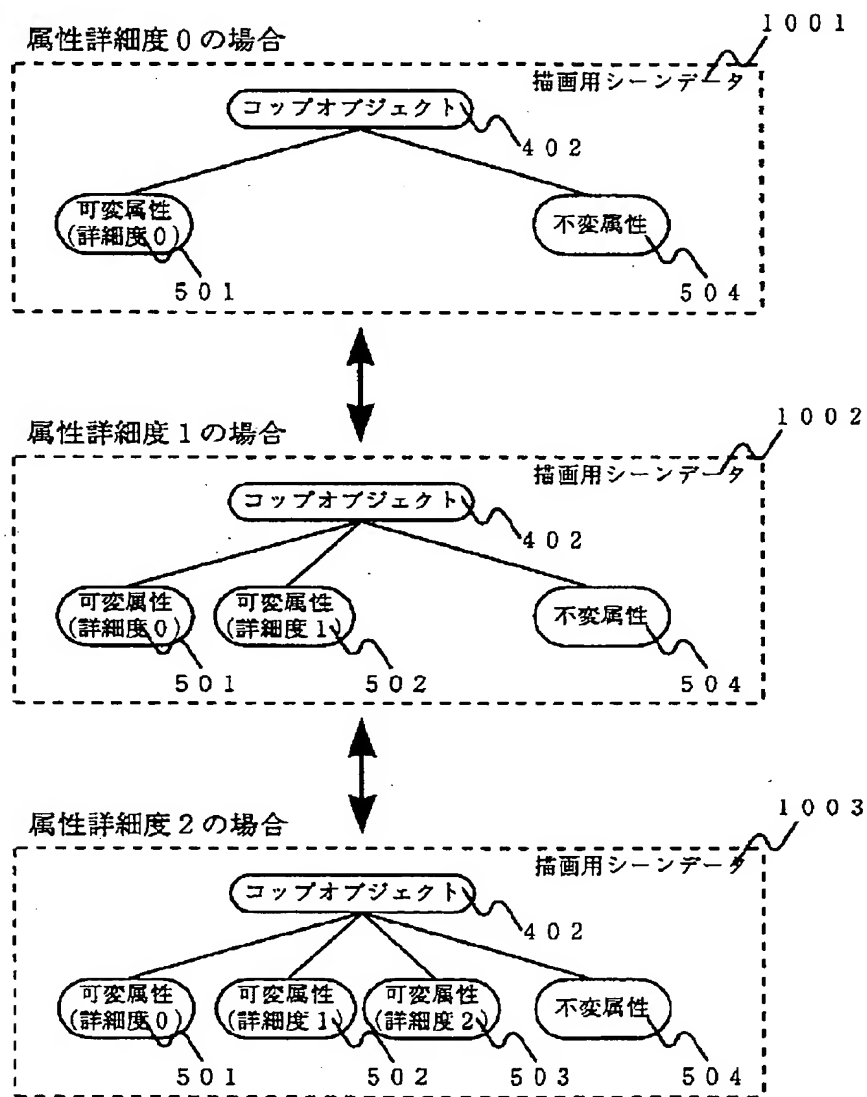 1001
属性詳細度0の場合
描画用シーンデータ
コップオブジェクト
402
可変属性
(詳細度0)
不変属性
501
504
1002
属性詳細度1の場合
描画用シーンデータ
コップオブジェクト
402
可変属性
(詳細度0)
可変属性
(詳細度1)
不変属性
501
502
504
1003
属性詳細度2の場合
描画用シーンデータ
コップオブジェクト
402
可変属性
(詳細度0)
可変属性
(詳細度1)
可変属性
(詳細度2)
不変属性
501
502
503
504